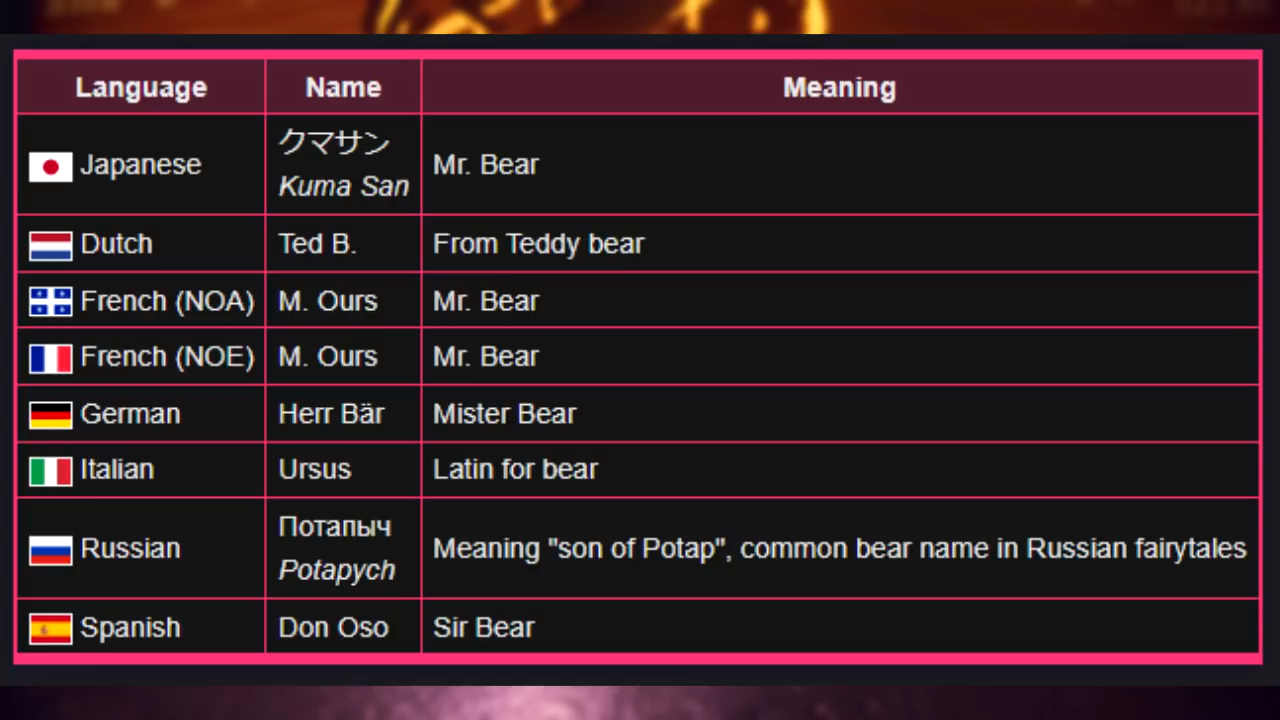 Language Name Meaning
クマサン
Japanese Mr. Bear
Kuma San
Dutch Ted B. From Teddy bear
French (NOA) M. Ours Mr. Bear
French (NOE) M. Ours Mr. Bear
German Herr Bär Mister Bear
Italian Ursus Latin for bear
Потапыч
Russian Meaning "son of Potap", common bear name in Russian fairytales
Potapych
Spanish Don Oso Sir Bear